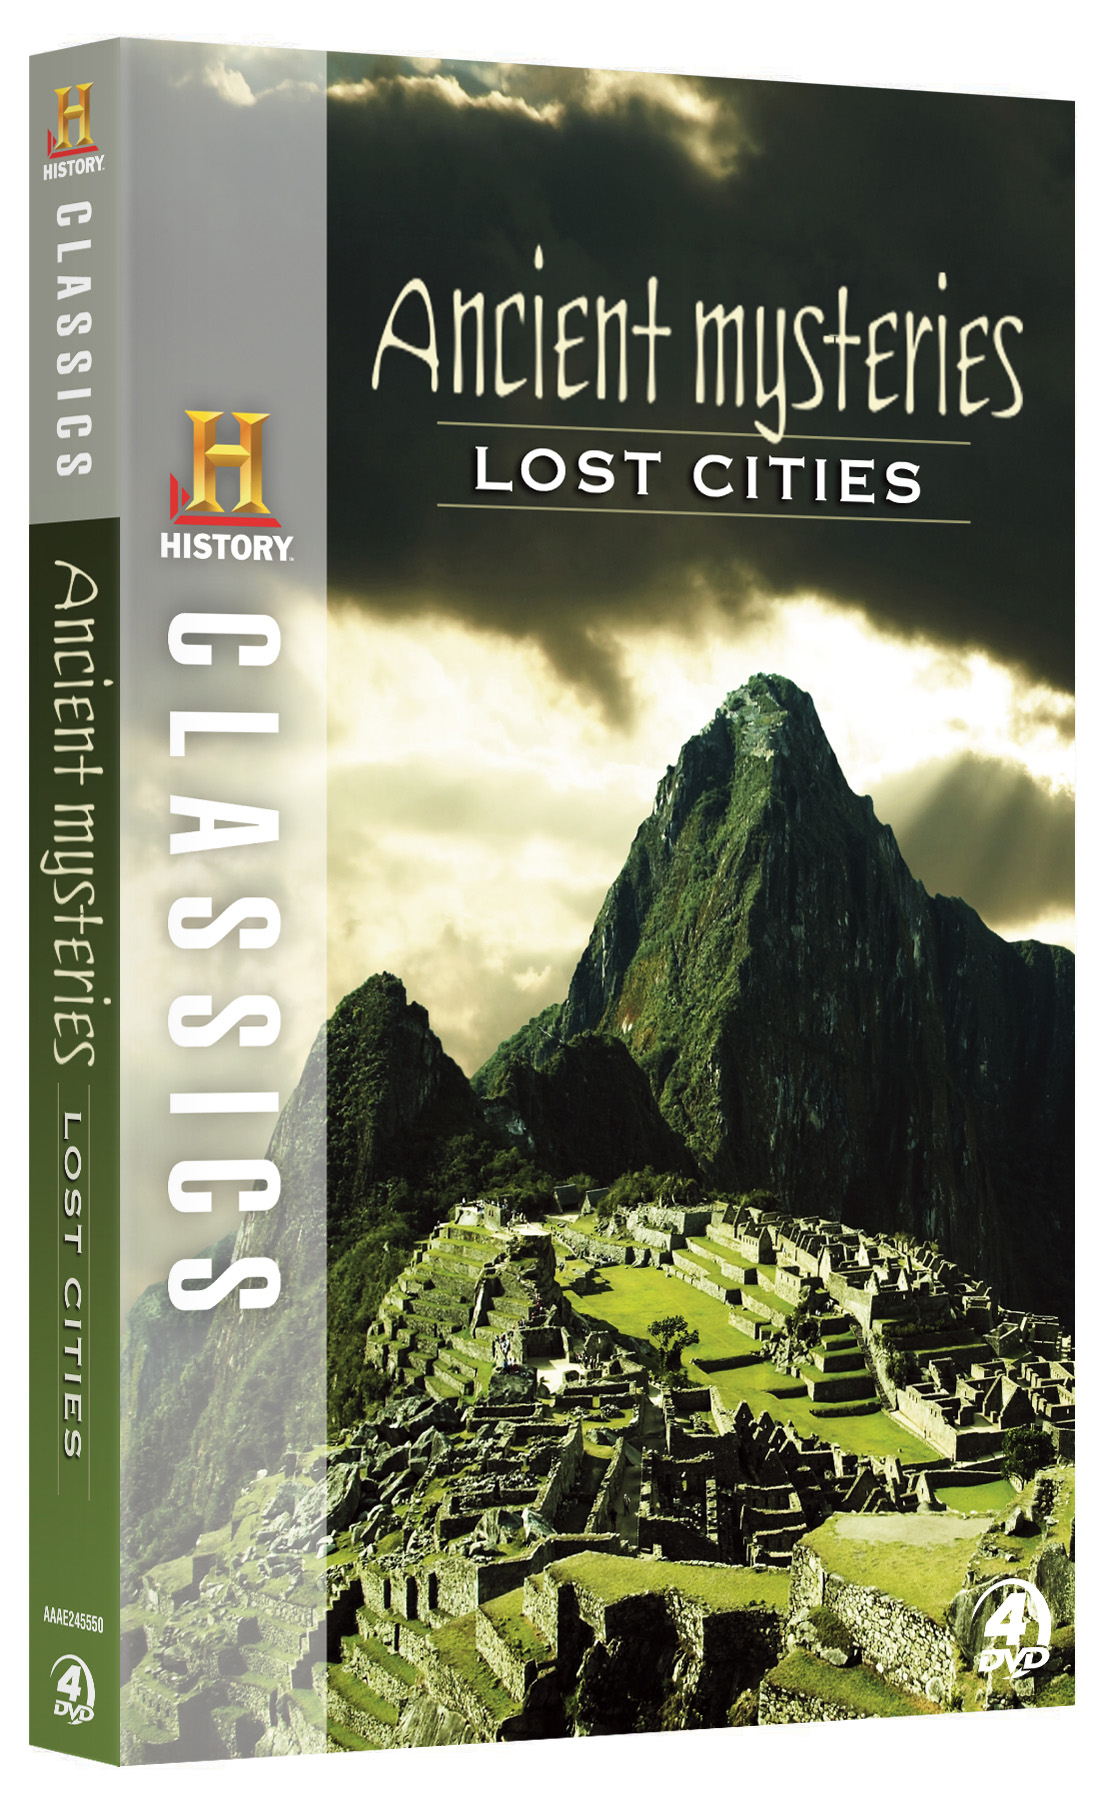 H
HISTORY
CLASSICS
Ancient mysteries
LOST CITIES
AAAE245550
4
DVD
H
HISTORY
CLASSICS
Ancient mysteries
LOST CITIES
4
DVD